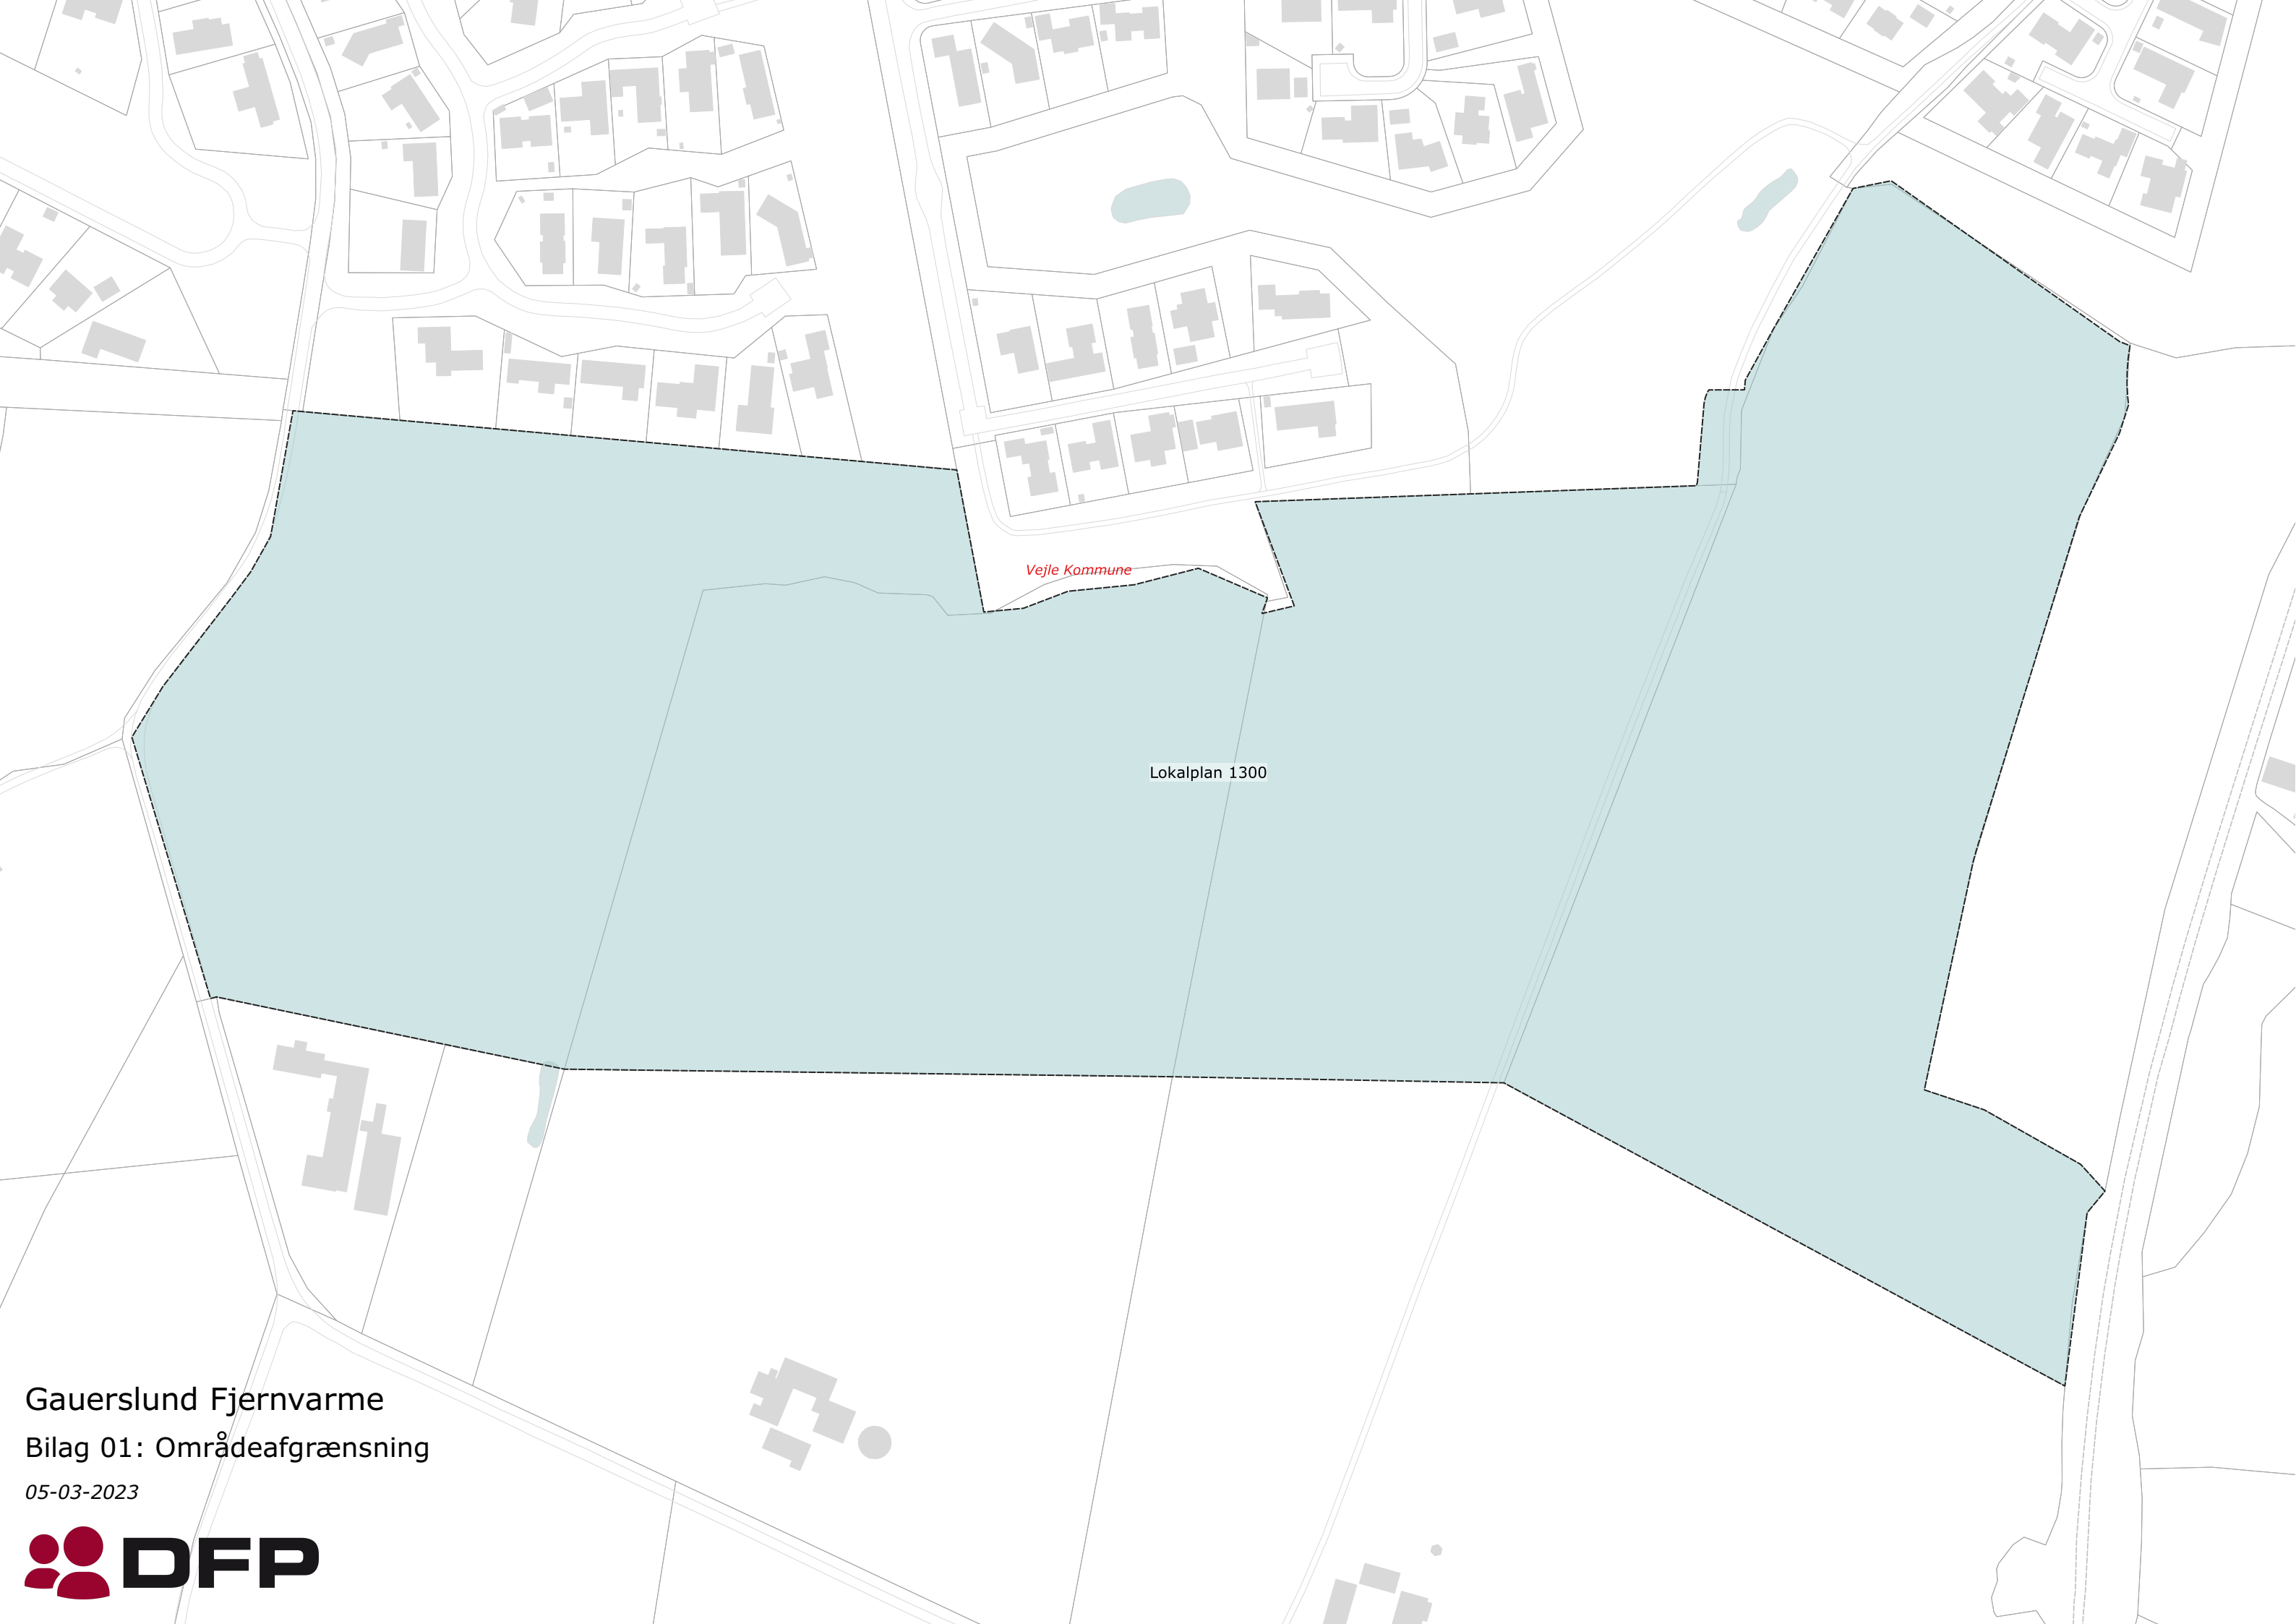 Vejle Kommune
Lokalplan 1300
Gauerslund Fjernvarme
Bilag 01: Områdeafgrænsning
05-03-2023
DFP